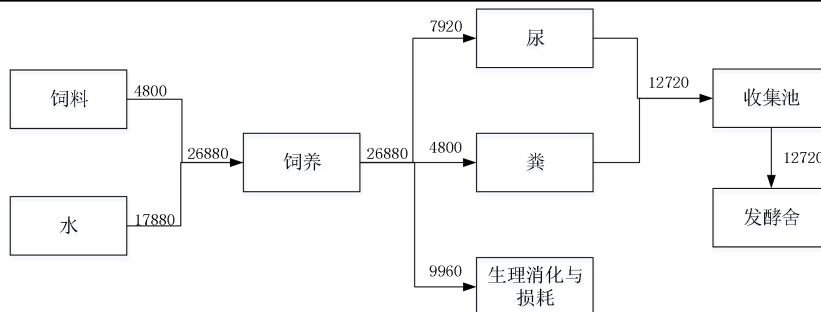 7920
尿
饲料
4800
12720
收集池
26880
饲养
26880
4800
粪
12720
水
17880
发酵舍
9960
生理消化与
损耗